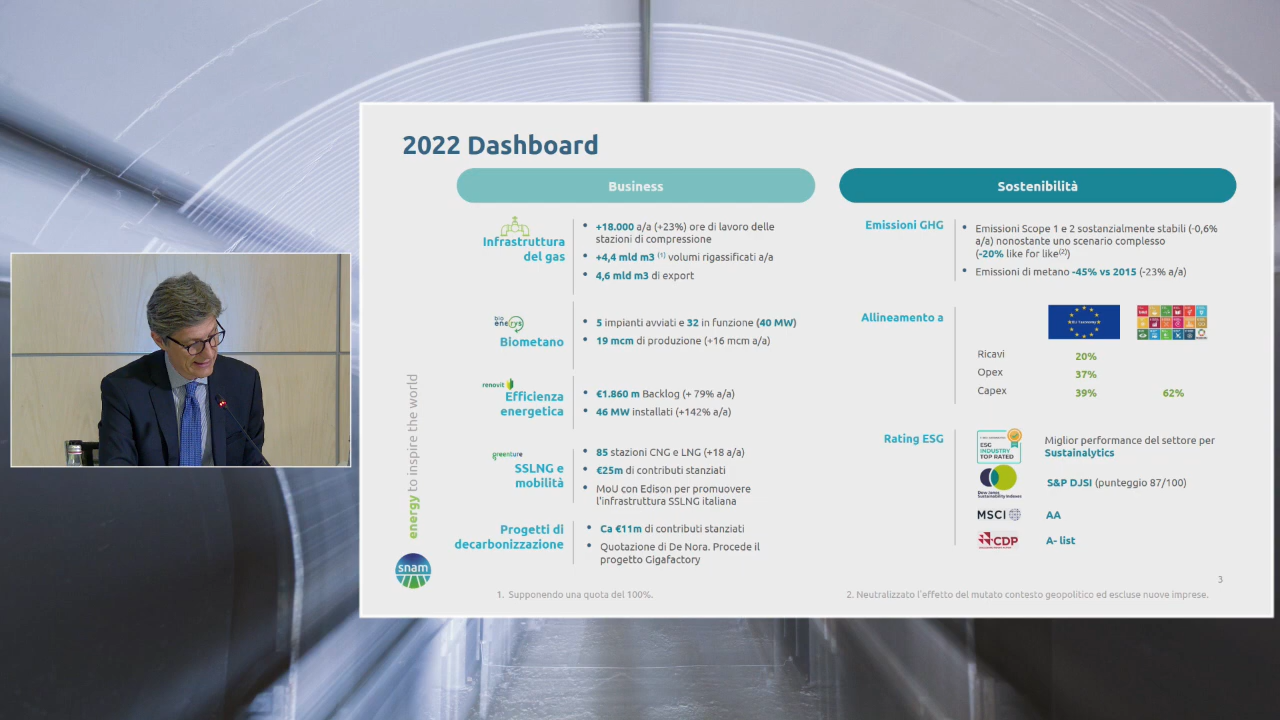 2022 Dashboard
Business
Infrastruttura
del gas
• +18.000 a/a (+23%) ore di lavoro delle
stazioni di compressione
• +4,4 mld m3 (1) volumi rigassificati a/a
• 4,6 mld m3 di export
bio
enerys
Biometano
• 5 impianti avviati e 32 in funzione (40 MW)
• 19 mcm di produzione (+16 mcm a/a)
renovit
Efficienza
energetica
• €1.860 m Backlog (+ 79% a/a)
• 46 MW installati (+142% a/a)
greenture
SSLNG e
mobilità
• 85 stazioni CNG e LNG (+18 a/a)
• €25m di contributi stanziati
• MoU con Edison per promuovere
l'infrastruttura SSLNG italiana
Progetti di
decarbonizzazione
• Ca €11m di contributi stanziati
• Quotazione di De Nora. Procede il
progetto Gigafactory
Sostenibilità
Emissioni GHG
• Emissioni Scope 1 e 2 sostanzialmente stabili (-0,6%
a/a) nonostante uno scenario complesso
(-20% like for like(2))
• Emissioni di metano -45% vs 2015 (-23% a/a)
Allineamento a
EU Taxonomy
Ricavi 20%
Opex 37%
Capex 39% 62%
Rating ESG
ESG
INDUSTRY
TOP RATED
Miglior performance del settore per
Sustainalytics
Dow Jones
Sustainability Indexes
S&P DJSI (punteggio 87/100)
MSCI
AA
CDP
A- list
energy to inspire the world
snam
3
1. Supponendo una quota del 100%.
2. Neutralizzato l'effetto del mutato contesto geopolitico ed escluse nuove imprese.